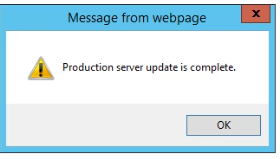 Message from webpage
x
Production server update is complete.
OK